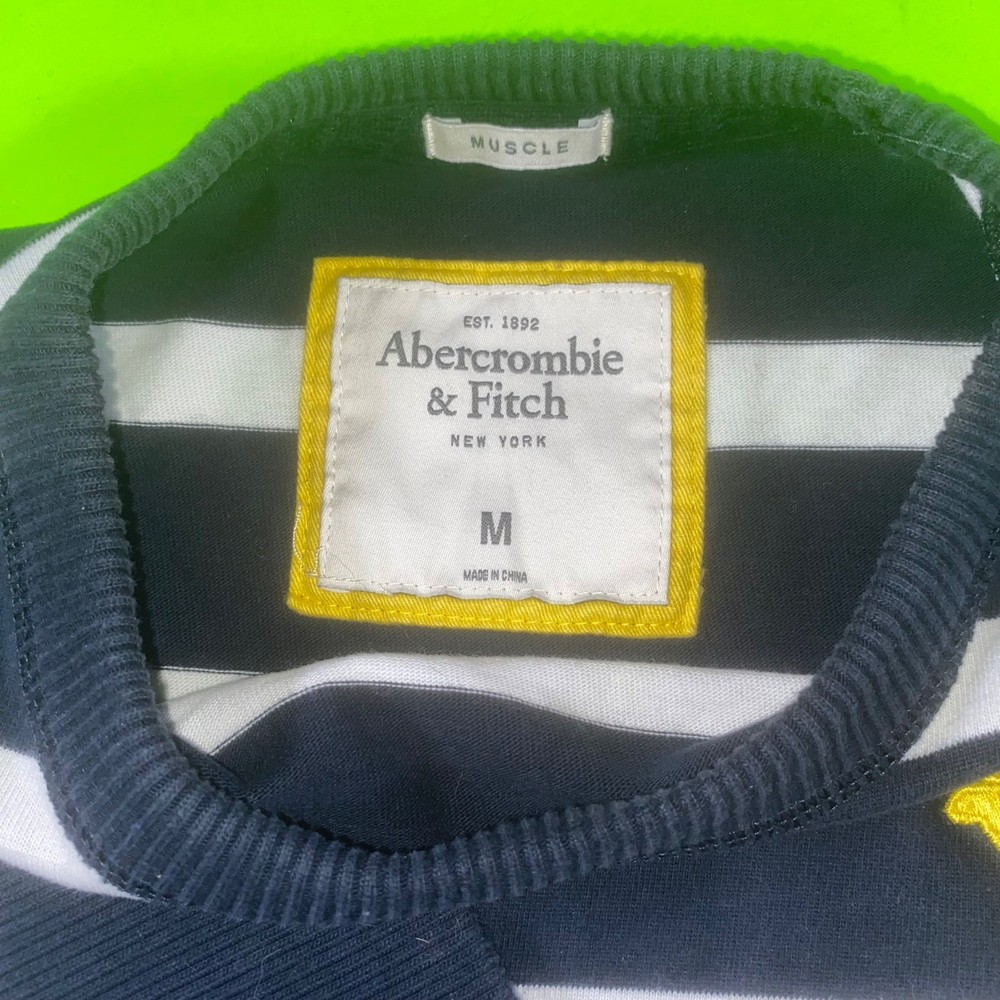 MUSCLE
EST. 1892
Abercrombie
& Fitch
NEW YORK
M
MADE IN CHINA